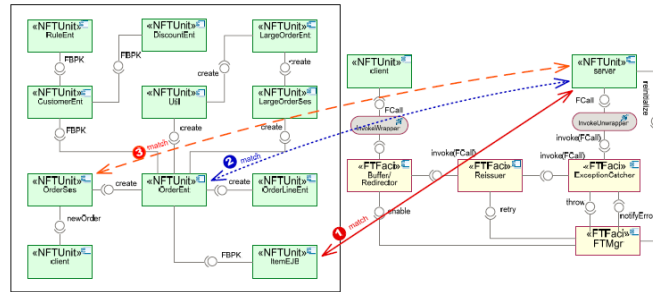 «NFTUnit»
RuleEnt
«NFTUnit»
DiscountEnt
«NFTUnit»
LargeOrderEnt
FBPK
FBPK
create
create
«NFTUnit»
CustomerEnt
«NFTUnit»
Util
«NFTUnit»
LargeOrderSes
FBPK
create
create
3 match
2 match
«NFTUnit»
OrderSes
create
«NFTUnit»
OrderEnt
create
«NFTUnit»
OrderLineEnt
newOrder
«NFTUnit»
client
FBPK
«NFTUnit»
ItemEJB
1 match
«NFTUnit»
client
«NFTUnit»
server
FCall
FCall
reinitialize
InvokeWrapper
InvokeUnwrapper
invoke(FCall)
invoke(FCall)
invoke(FCall)
«FTFaci
Buffer/
Redirector
«FTFaci
Reissuer
«FTFaci
ExceptionCatcher
enable
retry
throw
notifyErro
«FTFaci
FTMgr